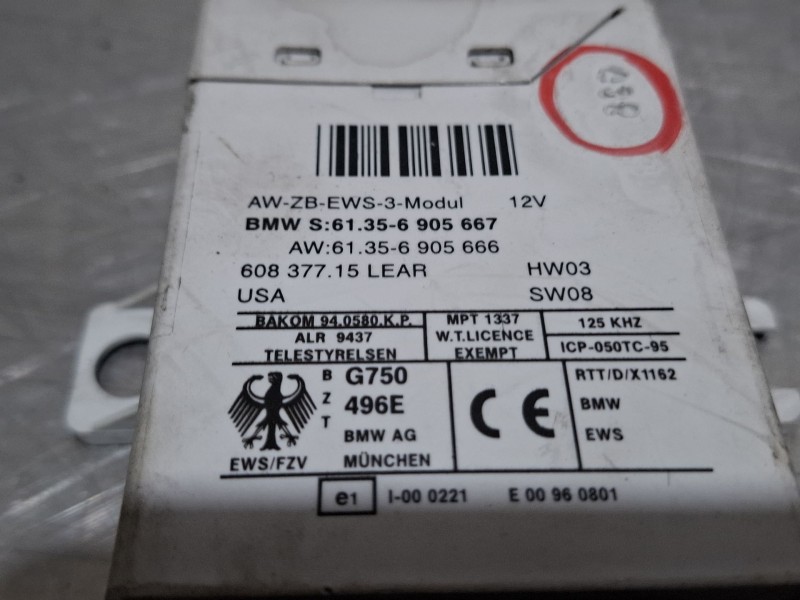 AW-ZB-EWS-3-Modul 12V
BMW S:61.35-6 905 667
AW:61.35-6 905 666
608 377.15 LEAR HW03
USA SW08
BAKOM 94.0580.K.P. MPT 1337 125 KHZ
ALR 9437 W.T.LICENCE
TELESTYRELSEN EXEMPT ICP-050TC-95
B G750 CE RTT/D/X1162
Z 496E BMW
T BMW AG EWS
EWS/FZV MÜNCHEN
e1 I-00 0221 E 00 96 0801